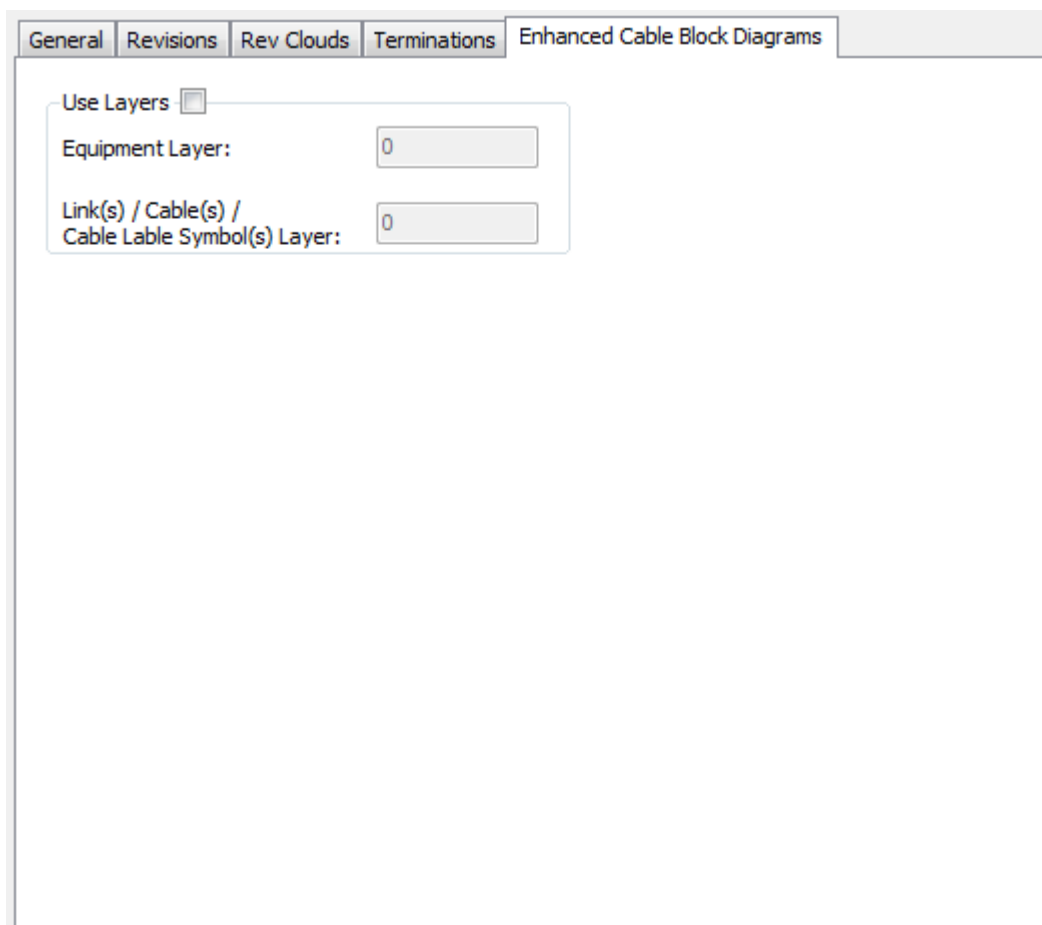 General Revisions Rev Clouds Terminations Enhanced Cable Block Diagrams
Use Layers
Equipment Layer: 0
Link(s) / Cable(s) /
Cable Lable Symbol(s) Layer: 0